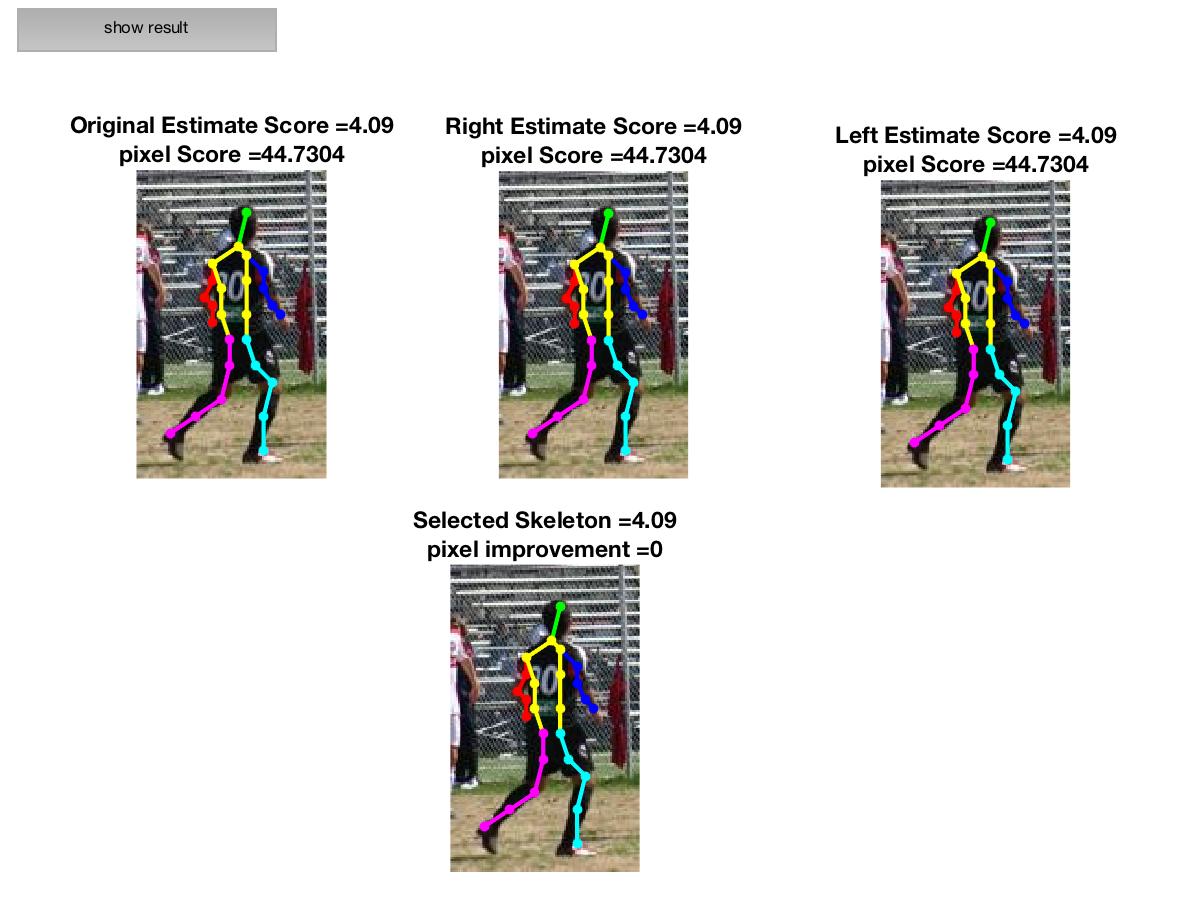 show result
Original Estimate Score =4.09
pixel Score =44.7304
Right Estimate Score =4.09
pixel Score =44.7304
Left Estimate Score =4.09
pixel Score =44.7304
Selected Skeleton =4.09
pixel improvement =0